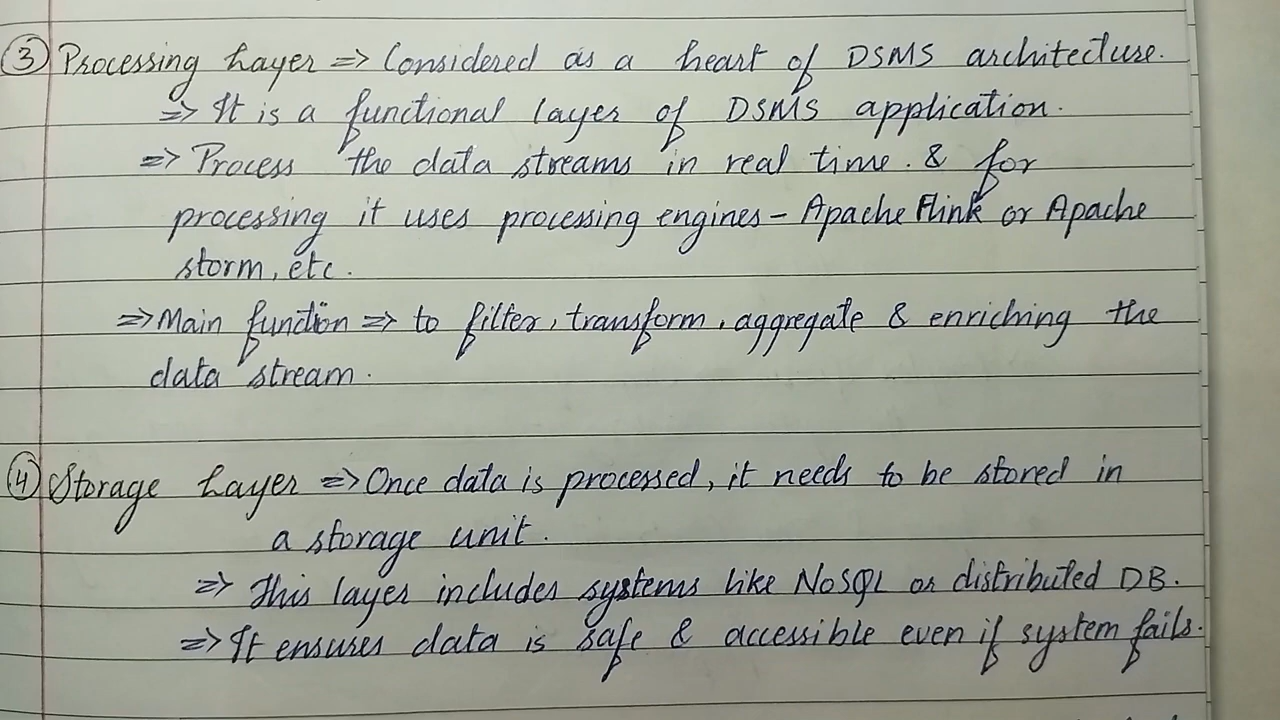 ③ Processing Layer => Considered as a heart of DSMS architecture.
=> It is a functional layer of DSMS application.
=> Process the data streams in real time. & for
processing it uses processing engines - Apache Flink or Apache
storm, etc.
=> Main function => to filter, transform, aggregate & enriching the
data stream.
④ Storage Layer => Once data is processed, it needs to be stored in
a storage unit.
=> This layer includes systems like NoSQL or distributed DB.
=> It ensures data is safe & accessible even if system fails.